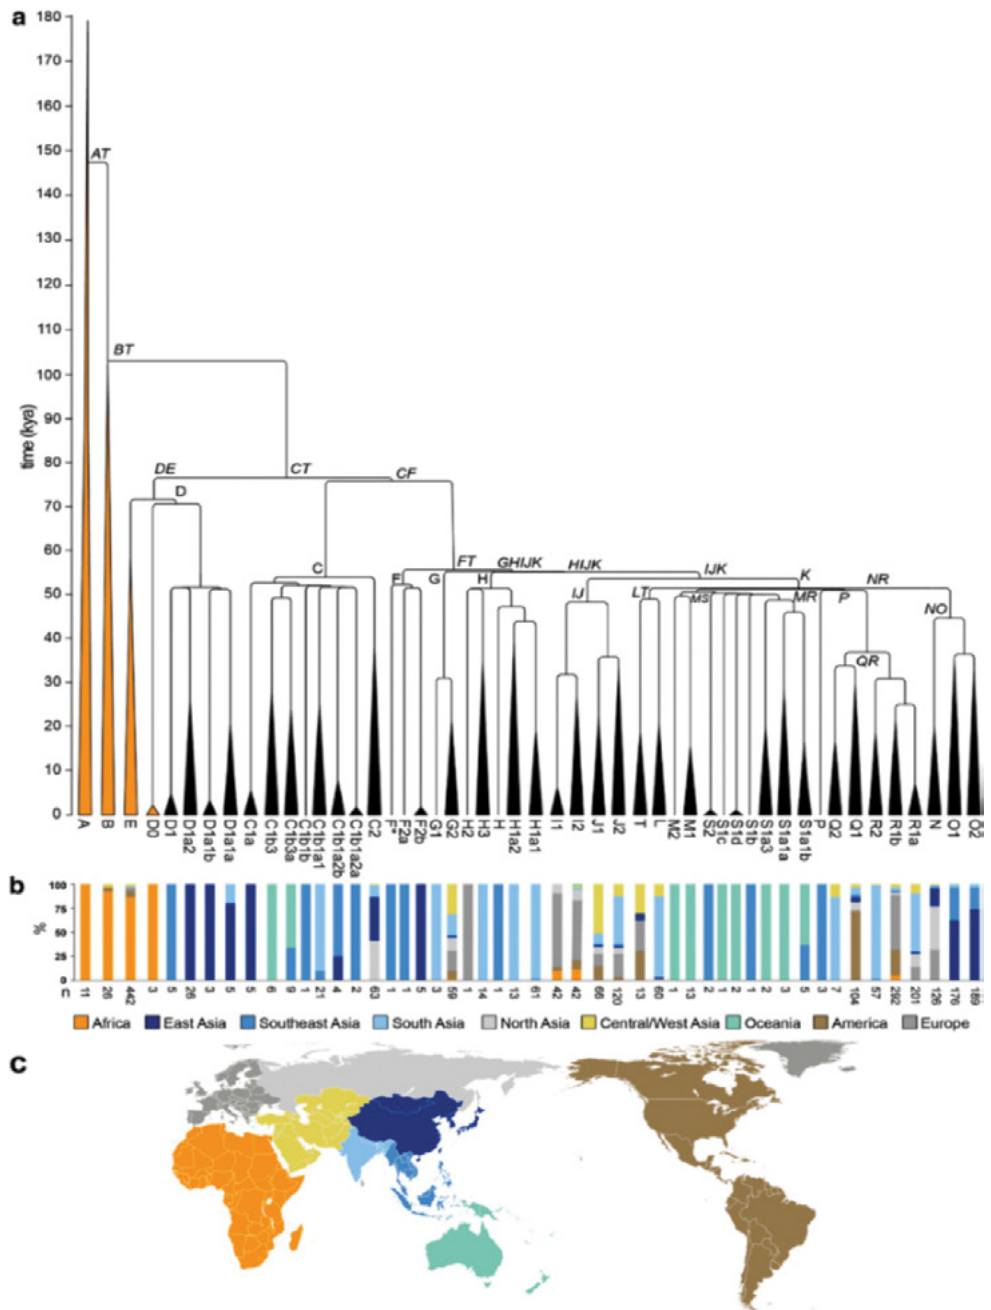 a
180
170
160
150
140
130
120
110
100
90
80
70
60
50
40
30
20
10
0
time (kya)
AT
BT
DE
CT
CF
D
C
F
FT
G
GHIJK
H
HIJK
IJ
IJK
LT
K
MS
MR
P
NR
QR
NO
A B E D0 D1 D1a2 D1a1b D1a1a C1a C1b3 C1b3a C1b1b C1b1a1 C1b1a2b C1b1a2a C2 F* F2a F2b G1 G2 H2 H3 H H1a2 H1a1 I1 I2 J1 J2 T L M2 M1 S2 S1c S1d S1b S1a3 S1a1a S1a1b P Q2 Q1 R2 R1b R1a N O1 O2
b
100
75
50
25
0
%
n 11 26 442 3 5 26 3 5 5 6 9 1 21 4 2 63 1 1 5 3 59 1 14 1 13 61 42 42 66 120 13 60 1 13 2 1 2 2 3 5 3 7 104 57 292 201 126 176 189
Africa East Asia Southeast Asia South Asia North Asia Central/West Asia Oceania America Europe
c